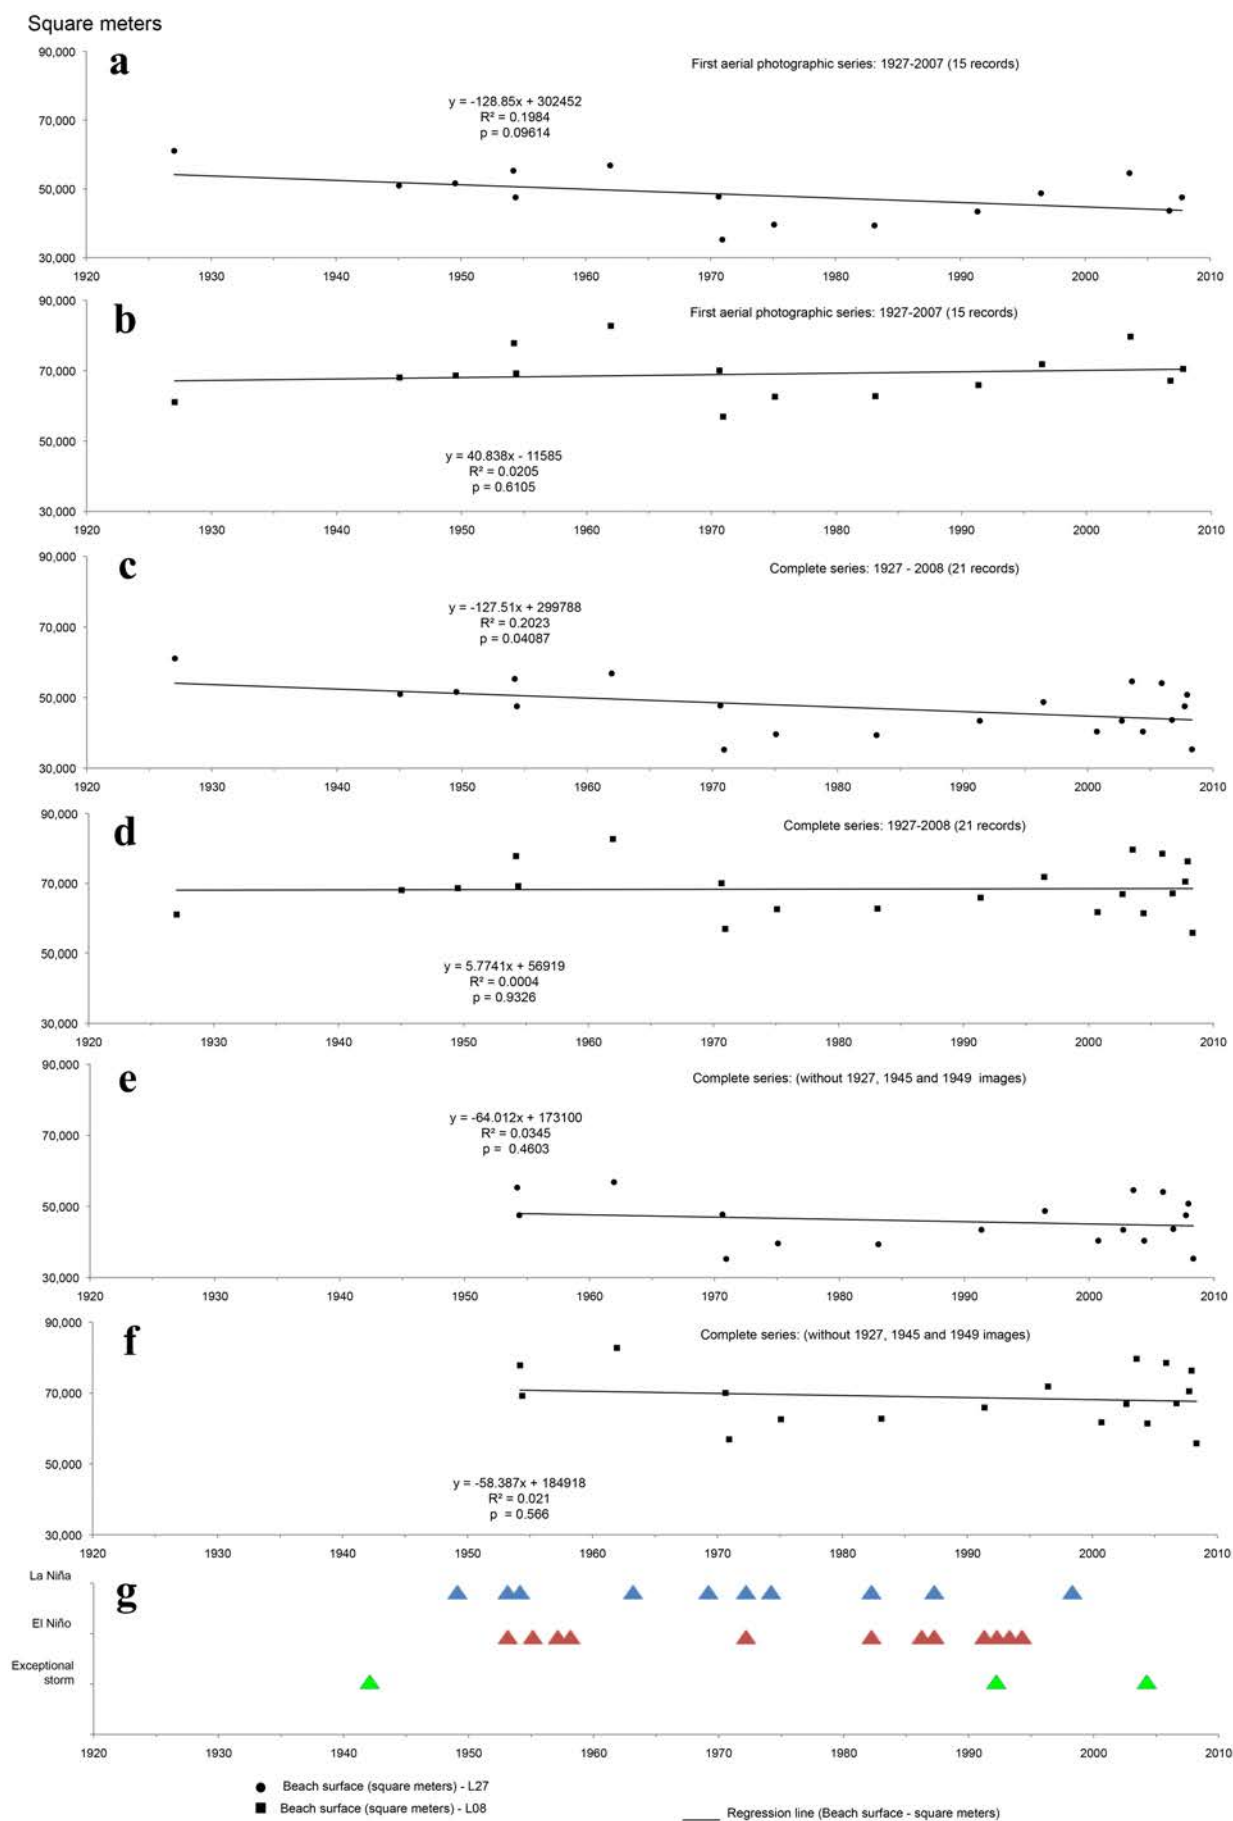 Square meters
a
First aerial photographic series: 1927-2007 (15 records)
y = -128.85x + 302452
R² = 0.1984
p = 0.09614
90,000
70,000
50,000
30,000
1920 1930 1940 1950 1960 1970 1980 1990 2000 2010
b
First aerial photographic series: 1927-2007 (15 records)
90,000
70,000
50,000
30,000
y = 40.838x - 11585
R² = 0.0205
p = 0.6105
1920 1930 1940 1950 1960 1970 1980 1990 2000 2010
c
Complete series: 1927 - 2008 (21 records)
y = -127.51x + 299788
R² = 0.2023
p = 0.04087
90,000
70,000
50,000
30,000
1920 1930 1940 1950 1960 1970 1980 1990 2000 2010
d
Complete series: 1927-2008 (21 records)
90,000
70,000
50,000
30,000
y = 5.7741x + 56919
R² = 0.0004
p = 0.9326
1920 1930 1940 1950 1960 1970 1980 1990 2000 2010
e
Complete series: (without 1927, 1945 and 1949 images)
y = -64.012x + 173100
R² = 0.0345
p = 0.4603
90,000
70,000
50,000
30,000
1920 1930 1940 1950 1960 1970 1980 1990 2000 2010
f
Complete series: (without 1927, 1945 and 1949 images)
90,000
70,000
50,000
30,000
y = -58.387x + 184918
R² = 0.021
p = 0.566
1920 1930 1940 1950 1960 1970 1980 1990 2000 2010
g
La Niña
El Niño
Exceptional
storm
1920 1930 1940 1950 1960 1970 1980 1990 2000 2010
Beach surface (square meters) - L27
Beach surface (square meters) - L08
Regression line (Beach surface - square meters)